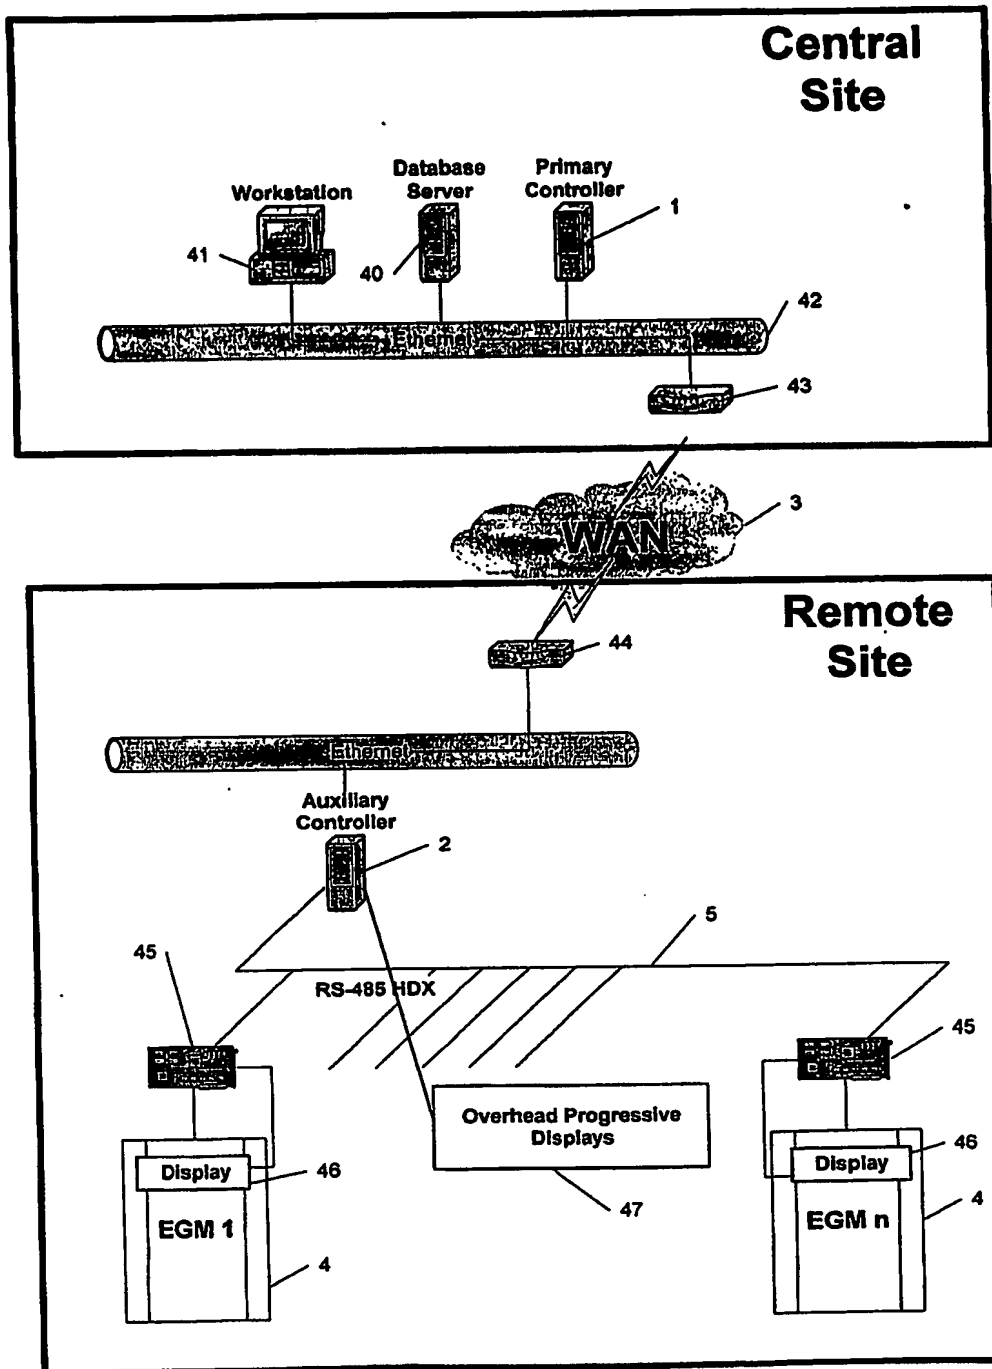 Central
Site
Workstation
Database
Server
Primary
Controller
1
41
40
42
Ethernet
43
3
WAN
Remote
Site
44
Ethernet
Auxiliary
Controller
2
5
45
RS-485 HDX
45
Overhead Progressive
Displays
Display
46
Display
46
47
EGM 1
EGM n
4
4